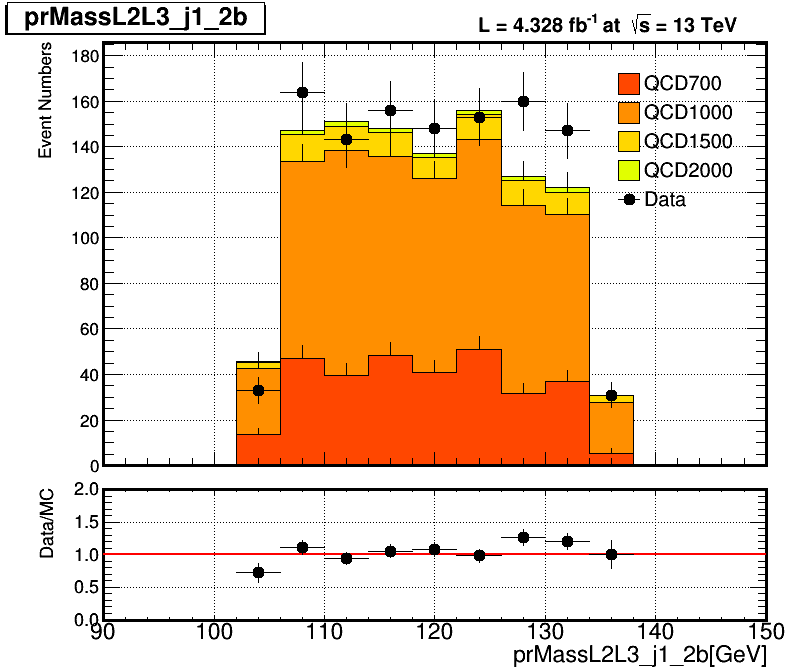 prMassL2L3_j1_2b
L = 4.328 fb-1 at √s = 13 TeV
Event Numbers
180
160
140
120
100
80
60
40
20
0
QCD700
QCD1000
QCD1500
QCD2000
Data
Data/MC
2.0
1.5
1.0
0.5
0.0
90 100 110 120 130 140 150
prMassL2L3_j1_2b[GeV]